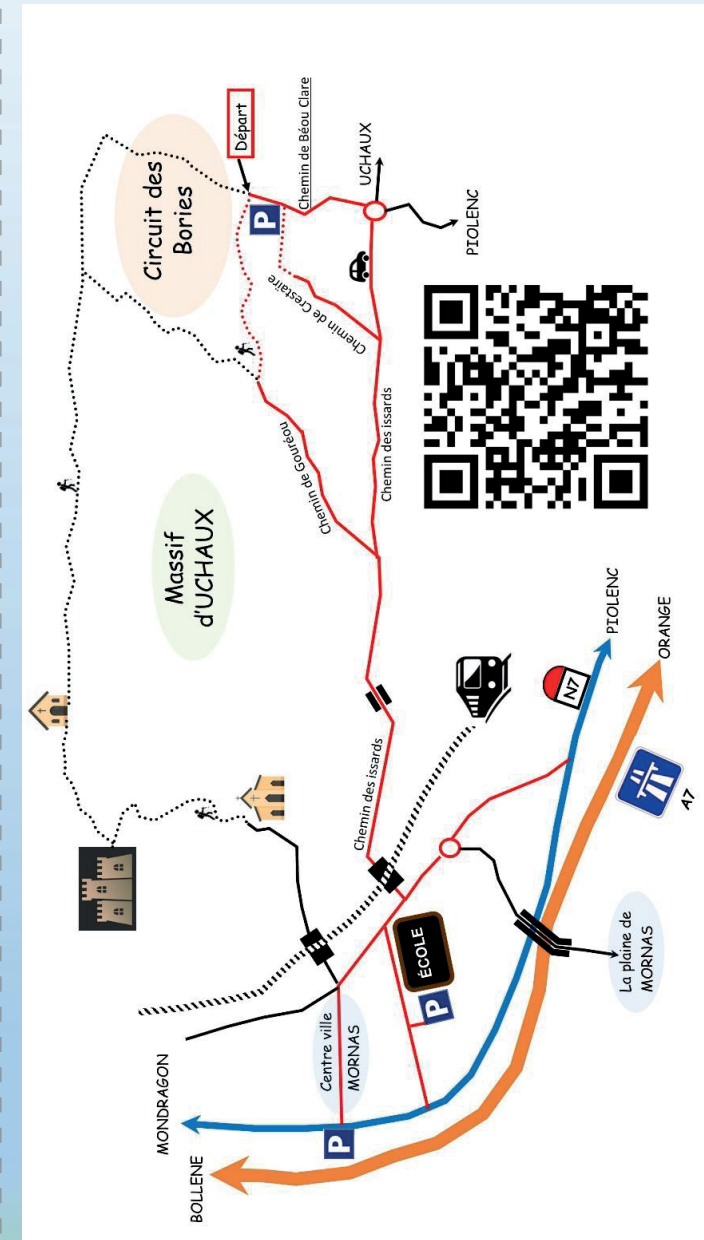 BOLLENE
MONDRAGON
P
Centre ville
MORNAS
P
ÉCOLE
La plaine de
MORNAS
A7
N7
ORANGE
PIOLENC
Chemin des issards
Massif
d'UCHAUX
Chemin de Gouréou
Chemin des issards
Chemin de Crestaire
Circuit des
Bories
P
Départ
Chemin de Béou Clare
UCHAUX
PIOLENC